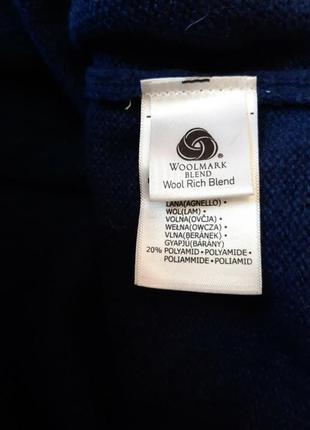 WOOLMARK
BLEND
Wool Rich Blend
LANA(AGNELLO) •
WOL(LAM) •
VOLNA(OVČJA) •
WEŁNA(OWCZA) •
VLNA(BERÁNEK) •
GYAPJÚ(BÁRÁNY)
20% POLYAMID • POLYAMIDE •
POLIAMMIDE • POLIAMID